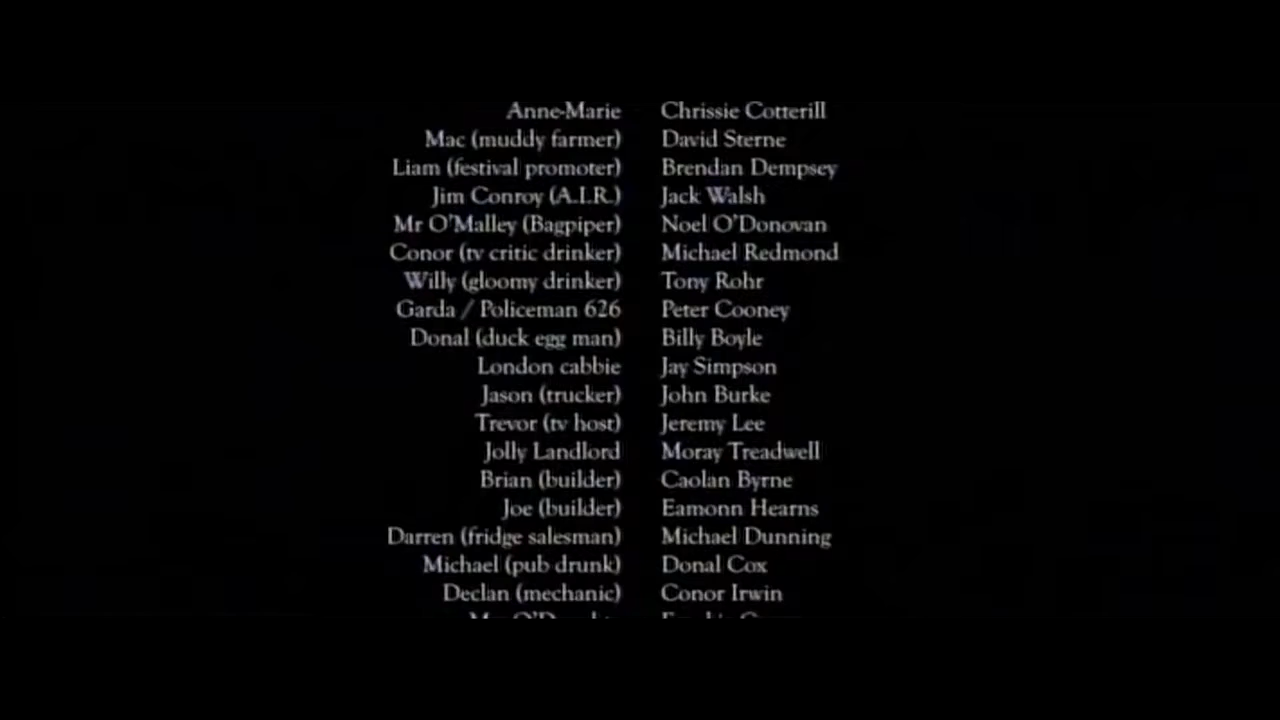 Anne-Marie Chrissie Cotterill
Mac (muddy farmer) David Sterne
Liam (festival promoter) Brendan Dempsey
Jim Conroy (A.I.R.) Jack Walsh
Mr O'Malley (Bagpiper) Noel O'Donovan
Conor (tv critic drinker) Michael Redmond
Willy (gloomy drinker) Tony Rohr
Garda / Policeman 626 Peter Cooney
Donal (duck egg man) Billy Boyle
London cabbie Jay Simpson
Jason (trucker) John Burke
Trevor (tv host) Jeremy Lee
Jolly Landlord Moray Treadwell
Brian (builder) Caolan Byrne
Joe (builder) Eamonn Hearns
Darren (fridge salesman) Michael Dunning
Michael (pub drunk) Donal Cox
Declan (mechanic) Conor Irwin